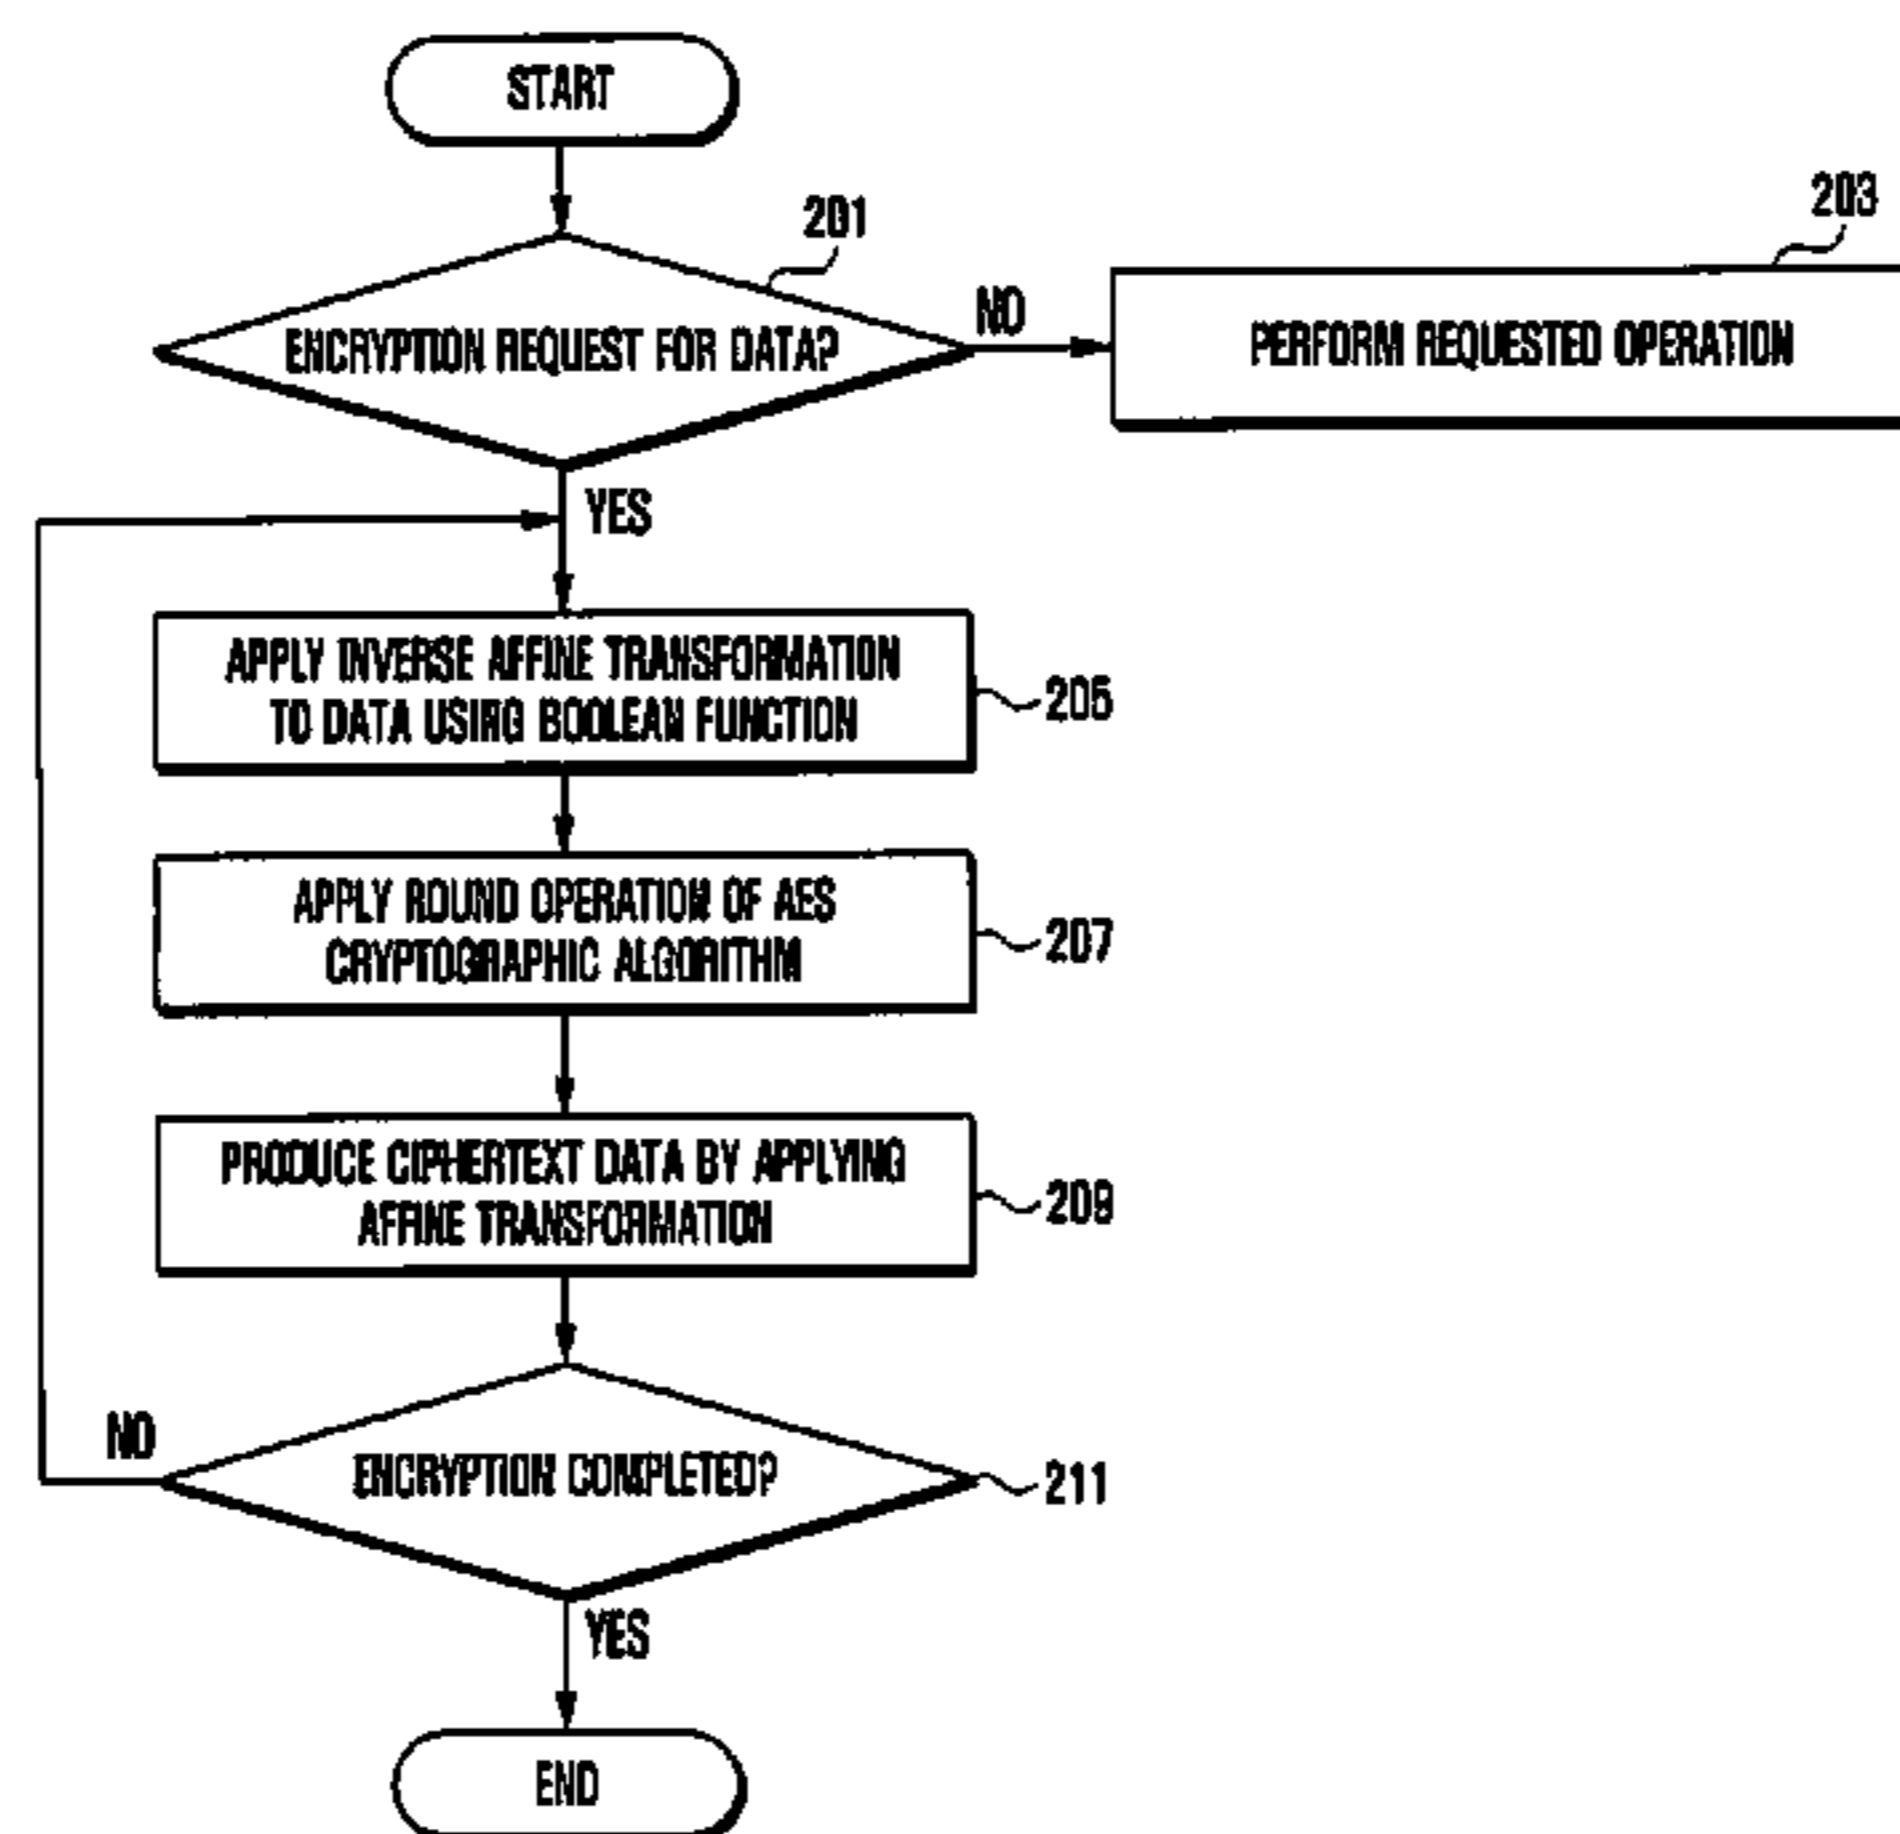 START
201
203
ENCRYPTION REQUEST FOR DATA?
NO
PERFORM REQUESTED OPERATION
YES
APPLY INVERSE AFFINE TRANSFORMATION
TO DATA USING BOOLEAN FUNCTION
205
APPLY ROUND OPERATION OF AES
CRYPTOGRAPHIC ALGORITHM
207
PRODUCE CIPHERTEXT DATA BY APPLYING
AFFINE TRANSFORMATION
209
NO
ENCRYPTION COMPLETED?
211
YES
END